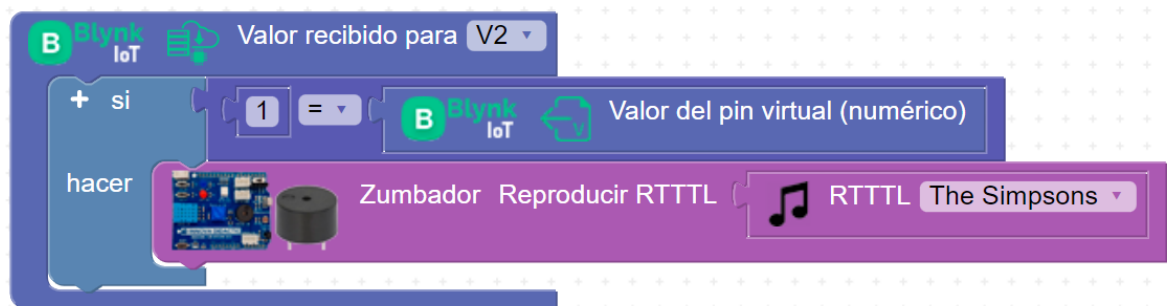 B Blynk IoT Valor recibido para V2
+ si 1 = B Blynk IoT V Valor del pin virtual (numérico)
hacer Zumbador Reproducir RTTTL RTTTL The Simpsons